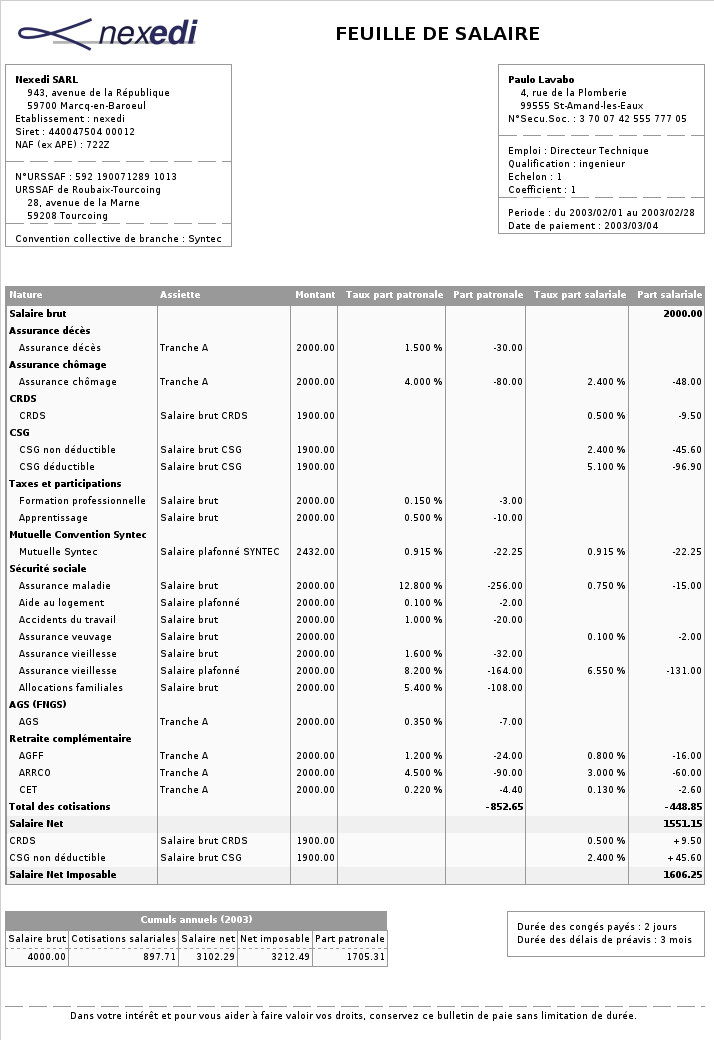 nexedi
FEUILLE DE SALAIRE
Nexedi SARL
943, avenue de la République
59700 Marcq-en-Baroeul
Etablissement : nexedi
Siret : 440047504 00012
NAF (ex APE) : 722Z
N°URSSAF : 592 190071289 1013
URSSAF de Roubaix-Tourcoing
28, avenue de la Marne
59208 Tourcoing
Convention collective de branche : Syntec
Paulo Lavabo
4, rue de la Plomberie
99555 St-Amand-les-Eaux
N°Secu.Soc. : 3 70 07 42 555 777 05
Emploi : Directeur Technique
Qualification : ingenieur
Echelon : 1
Coefficient : 1
Periode : du 2003/02/01 au 2003/02/28
Date de paiement : 2003/03/04
Nature Assiette Montant Taux part patronale Part patronale Taux part salariale Part salariale
Salaire brut 2000.00
Assurance décès
Assurance décès Tranche A 2000.00 1.500 % -30.00
Assurance chômage
Assurance chômage Tranche A 2000.00 4.000 % -80.00 2.400 % -48.00
CRDS
CRDS Salaire brut CRDS 1900.00 0.500 % -9.50
CSG
CSG non déductible Salaire brut CSG 1900.00 2.400 % -45.60
CSG déductible Salaire brut CSG 1900.00 5.100 % -96.90
Taxes et participations
Formation professionnelle Salaire brut 2000.00 0.150 % -3.00
Apprentissage Salaire brut 2000.00 0.500 % -10.00
Mutuelle Convention Syntec
Mutuelle Syntec Salaire plafonné SYNTEC 2432.00 0.915 % -22.25 0.915 % -22.25
Sécurité sociale
Assurance maladie Salaire brut 2000.00 12.800 % -256.00 0.750 % -15.00
Aide au logement Salaire plafonné 2000.00 0.100 % -2.00
Accidents du travail Salaire brut 2000.00 1.000 % -20.00
Assurance veuvage Salaire brut 2000.00 0.100 % -2.00
Assurance vieillesse Salaire brut 2000.00 1.600 % -32.00
Assurance vieillesse Salaire plafonné 2000.00 8.200 % -164.00 6.550 % -131.00
Allocations familiales Salaire brut 2000.00 5.400 % -108.00
AGS (FNGS)
AGS Tranche A 2000.00 0.350 % -7.00
Retraite complémentaire
AGFF Tranche A 2000.00 1.200 % -24.00 0.800 % -16.00
ARRCO Tranche A 2000.00 4.500 % -90.00 3.000 % -60.00
CET Tranche A 2000.00 0.220 % -4.40 0.130 % -2.60
Total des cotisations -852.65 -448.85
Salaire Net 1551.15
CRDS Salaire brut CRDS 1900.00 0.500 % +9.50
CSG non déductible Salaire brut CSG 1900.00 2.400 % +45.60
Salaire Net Imposable 1606.25
Cumuls annuels (2003)
Salaire brut Cotisations salariales Salaire net Net imposable Part patronale
4000.00 897.71 3102.29 3212.49 1705.31
Durée des congés payés : 2 jours
Durée des délais de préavis : 3 mois
Dans votre intérêt et pour vous aider à faire valoir vos droits, conservez ce bulletin de paie sans limitation de durée.